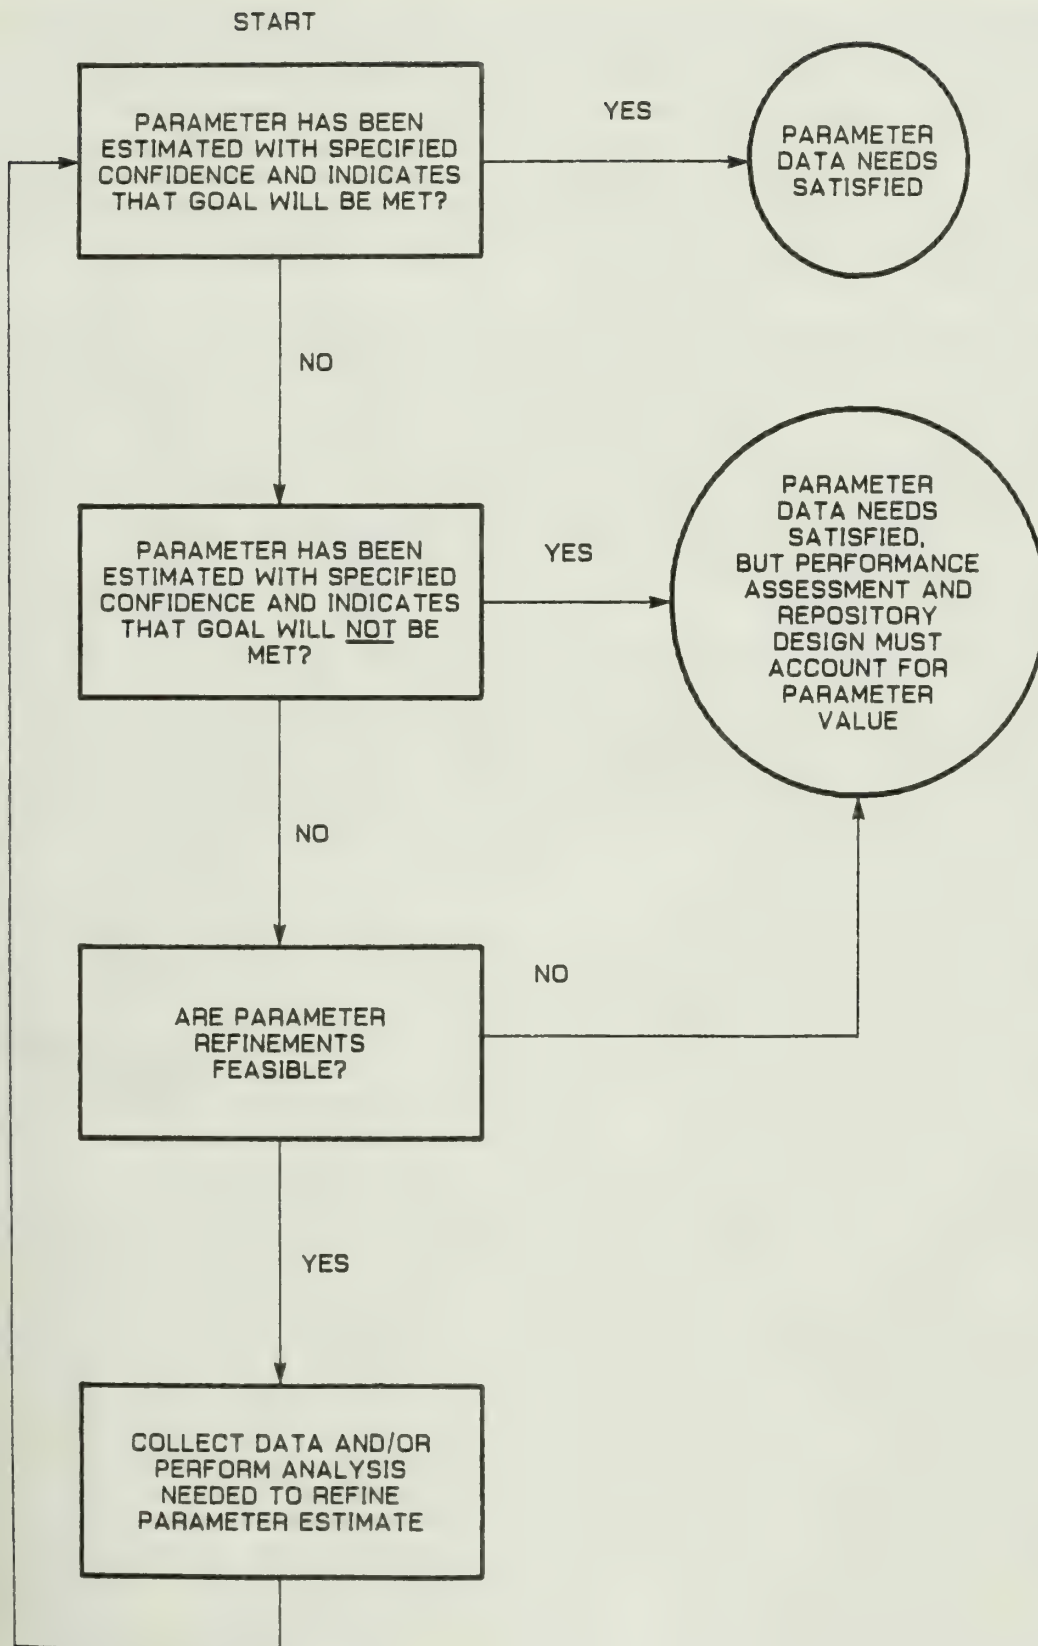 START
PARAMETER HAS BEEN
ESTIMATED WITH SPECIFIED
CONFIDENCE AND INDICATES
THAT GOAL WILL BE MET?
YES
PARAMETER
DATA NEEDS
SATISFIED
NO
PARAMETER HAS BEEN
ESTIMATED WITH SPECIFIED
CONFIDENCE AND INDICATES
THAT GOAL WILL NOT BE
MET?
YES
PARAMETER
DATA NEEDS
SATISFIED,
BUT PERFORMANCE
ASSESSMENT AND
REPOSITORY
DESIGN MUST
ACCOUNT FOR
PARAMETER
VALUE
NO
ARE PARAMETER
REFINEMENTS
FEASIBLE?
NO
YES
COLLECT DATA AND/OR
PERFORM ANALYSIS
NEEDED TO REFINE
PARAMETER ESTIMATE